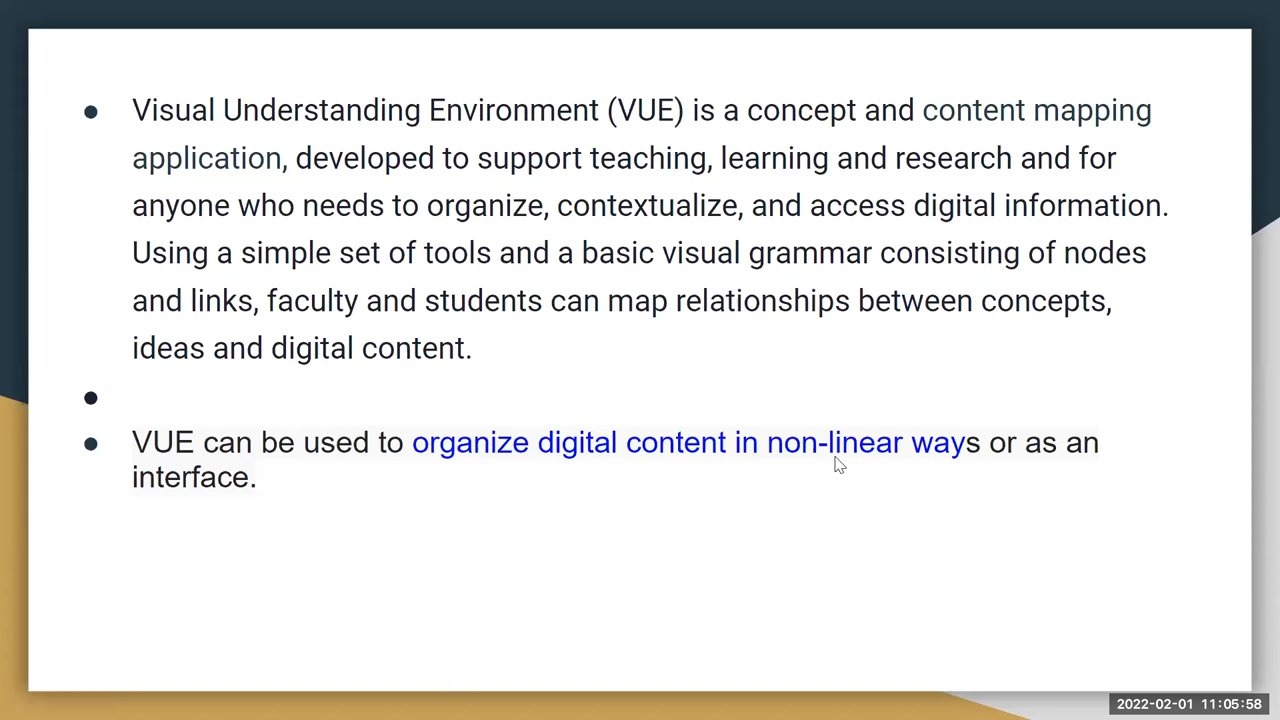 ● Visual Understanding Environment (VUE) is a concept and content mapping
application, developed to support teaching, learning and research and for
anyone who needs to organize, contextualize, and access digital information.
Using a simple set of tools and a basic visual grammar consisting of nodes
and links, faculty and students can map relationships between concepts,
ideas and digital content.
●
● VUE can be used to organize digital content in non-linear ways or as an
interface.
2022-02-01 11:05:58